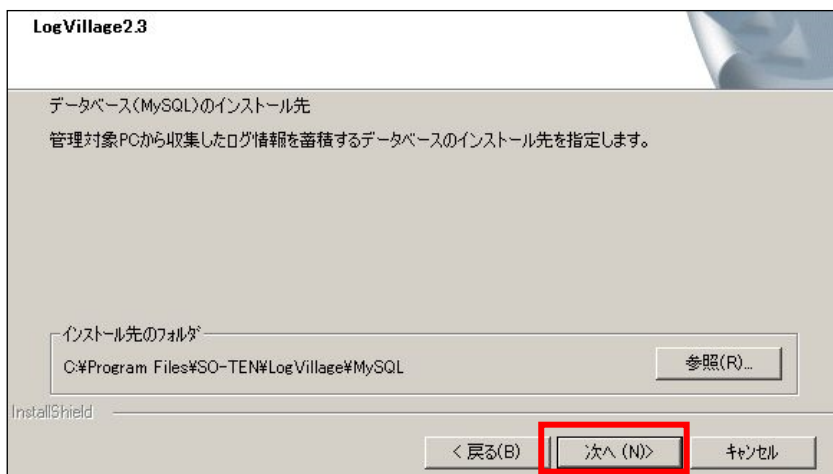 LogVillage2.3
データベース(MySQL)のインストール先
管理対象PCから収集したログ情報を蓄積するデータベースのインストール先を指定します。
インストール先のフォルダ
C:¥Program Files¥SO-TEN¥LogVillage¥MySQL
参照(R)...
InstallShield
< 戻る(B)
次へ (N)>
キャンセル